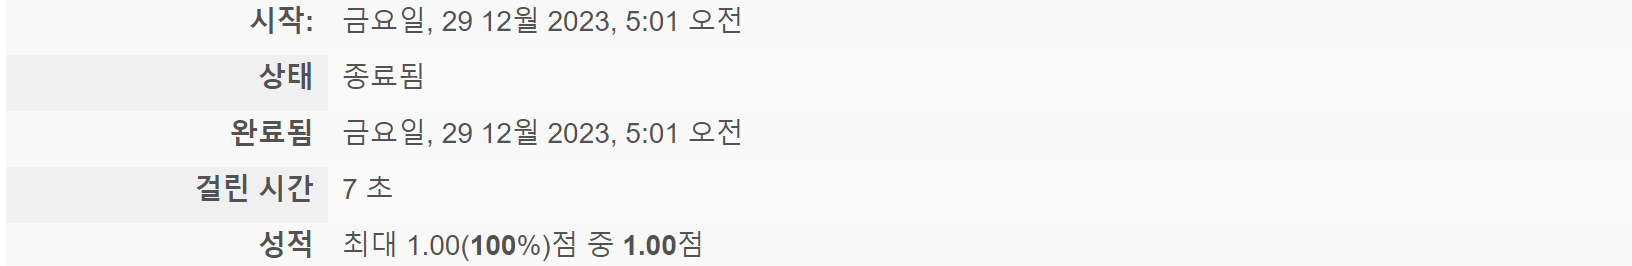 시작: 금요일, 29 12월 2023, 5:01 오전
상태 종료됨
완료됨 금요일, 29 12월 2023, 5:01 오전
걸린 시간 7 초
성적 최대 1.00(100%)점 중 1.00점